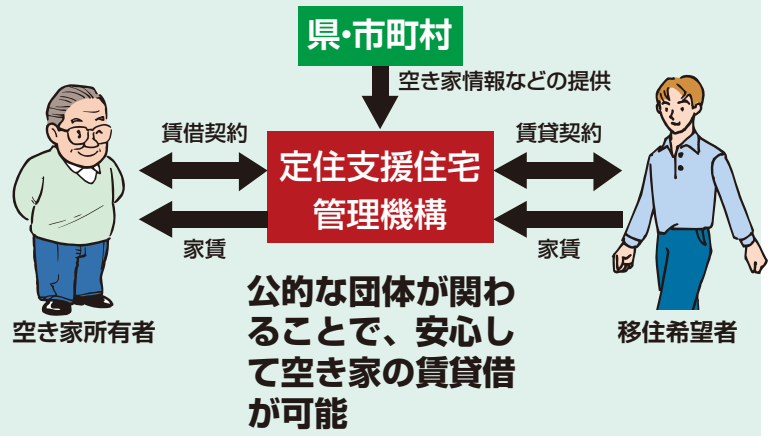 県・市町村
空き家情報などの提供
賃借契約
賃貸契約
定住支援住宅
管理機構
家賃
家賃
空き家所有者
移住希望者
公的な団体が関わ
ることで、安心し
て空き家の賃貸借
が可能